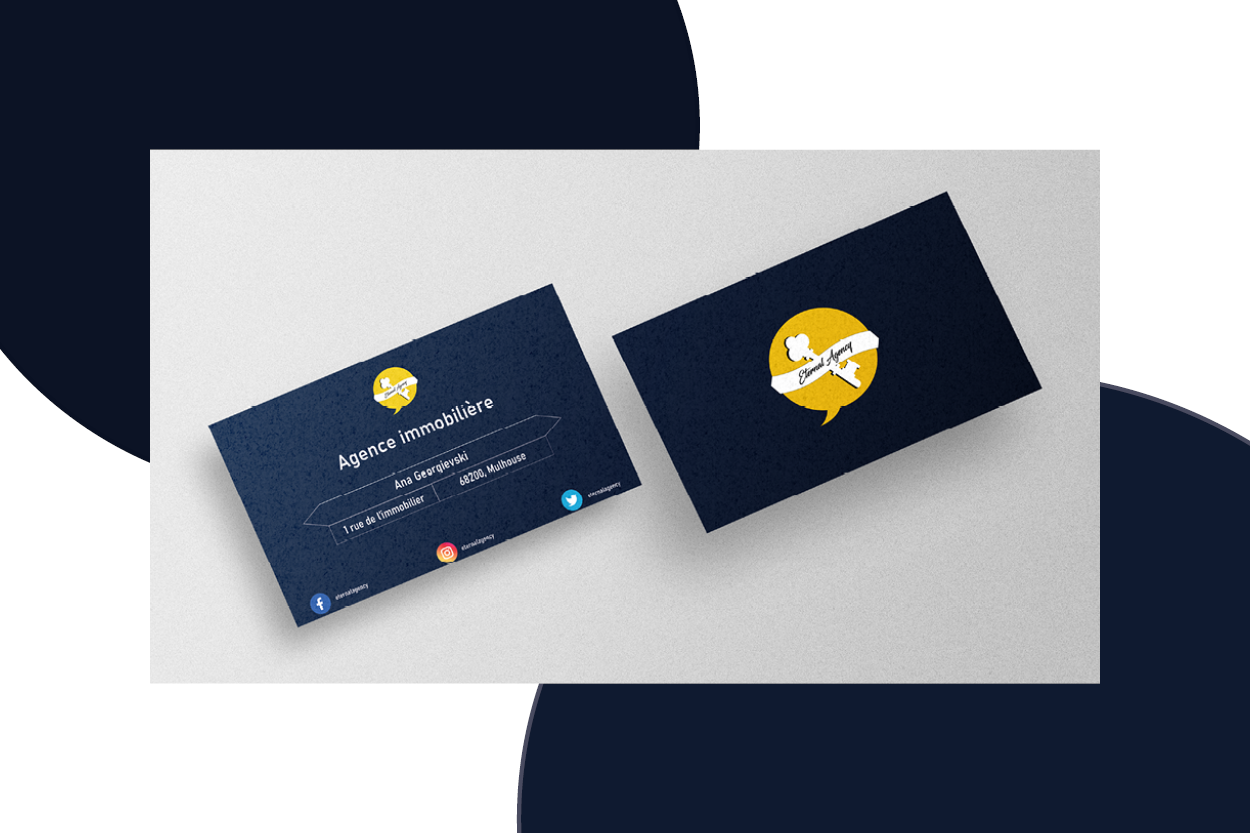 Eternal Agency
Agence immobilière
Ana Georgievski
1 rue de l'immobilier
68200, Mulhouse
eternalagency
eternalagency
eternalagency
Eternal Agency